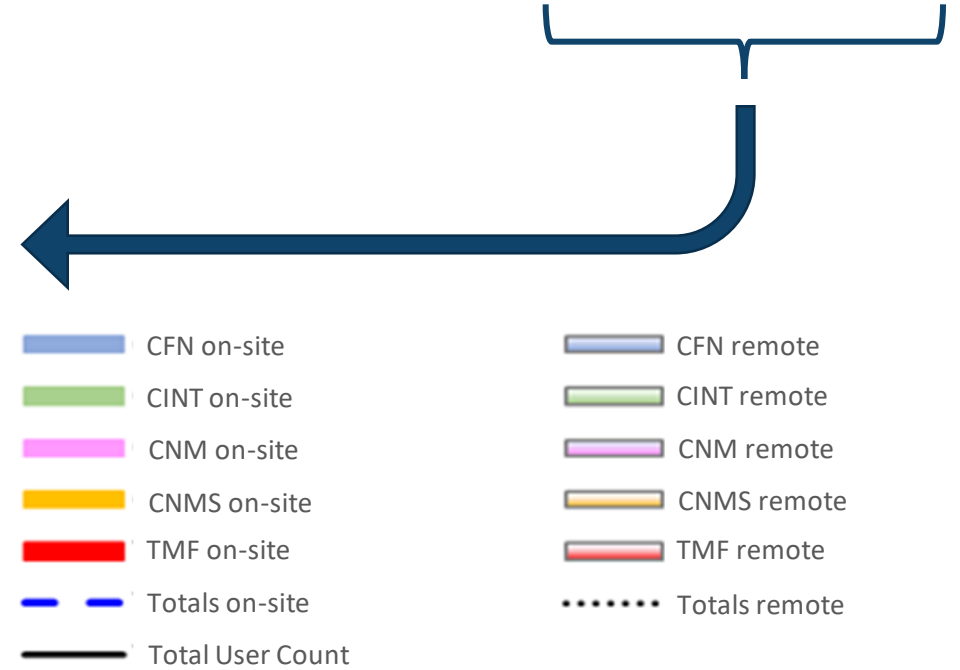 CFN on-site
CFN remote
CINT on-site
CINT remote
CNM on-site
CNM remote
CNMS on-site
CNMS remote
TMF on-site
TMF remote
Totals on-site
Totals remote
Total User Count